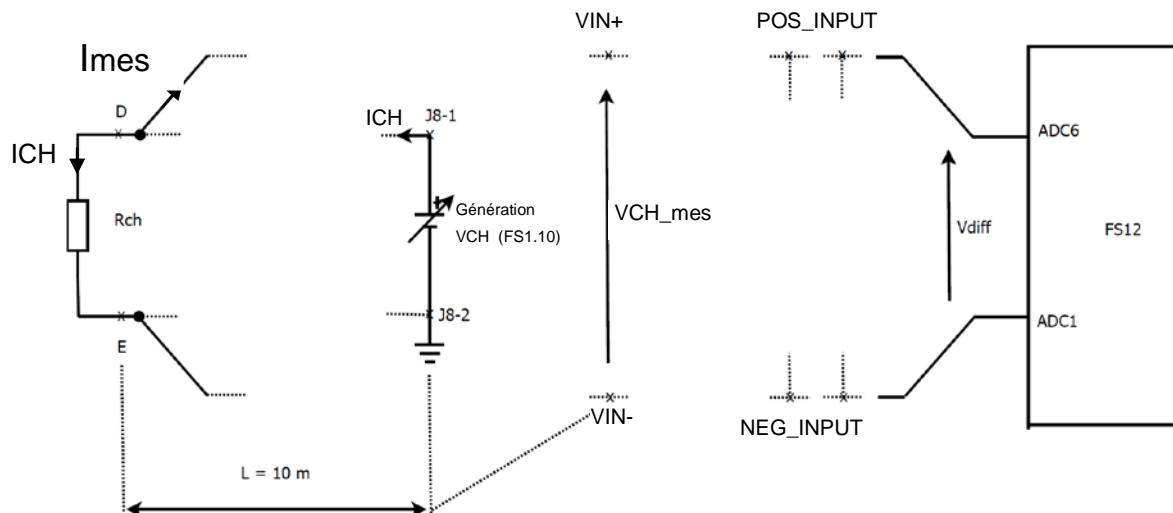 VIN+
POS_INPUT
Imes
D
ICH
J8-1
ADC6
ICH
Rch
Génération
VCH (FS1.10)
VCH_mes
Vdiff
FS12
J8-2
ADC1
E
VIN-
NEG_INPUT
L = 10 m